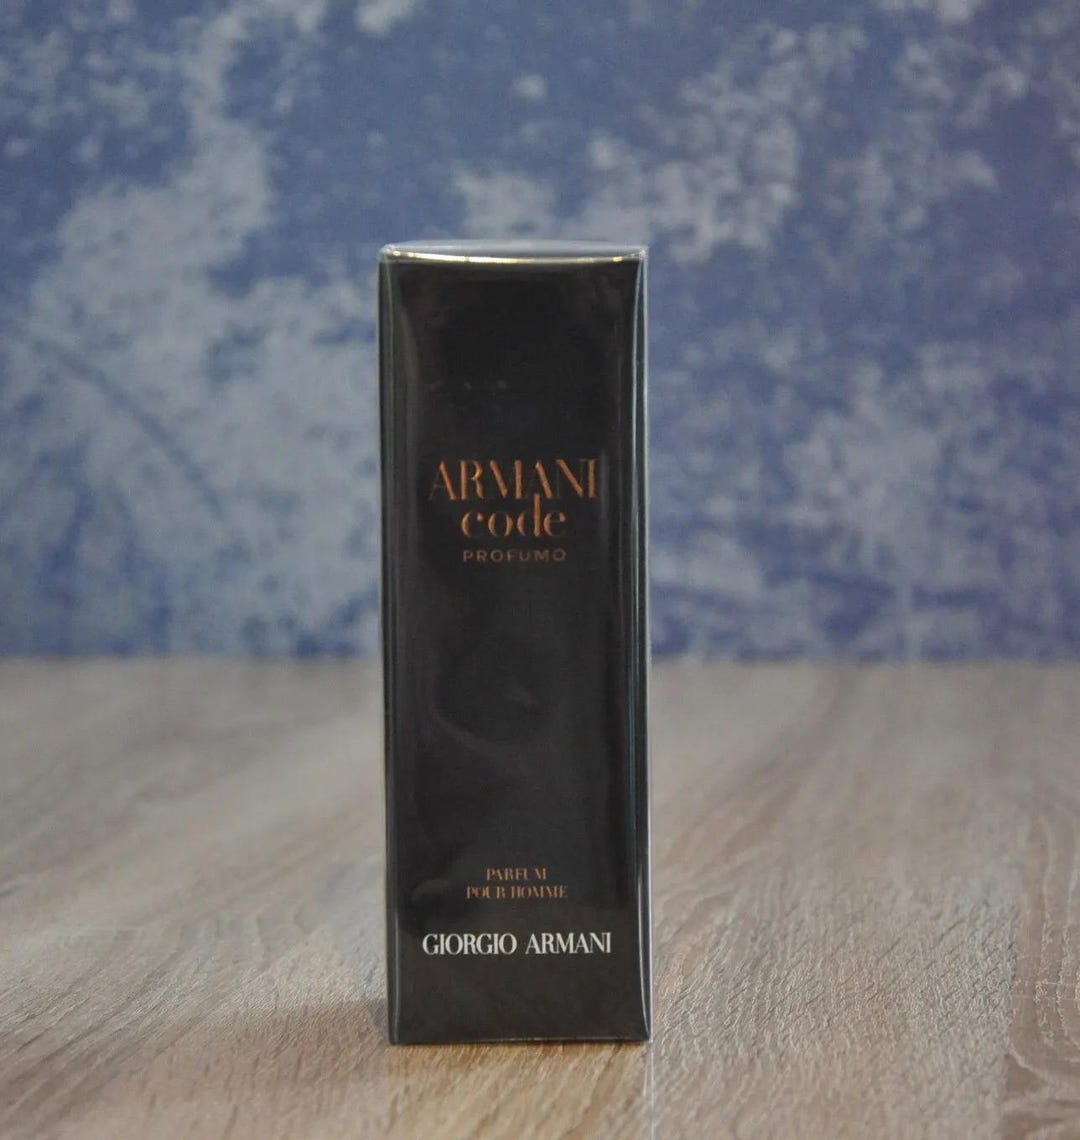 ARMANI
code
PROFUMO
PARFUM
POUR HOMME
GIORGIO ARMANI